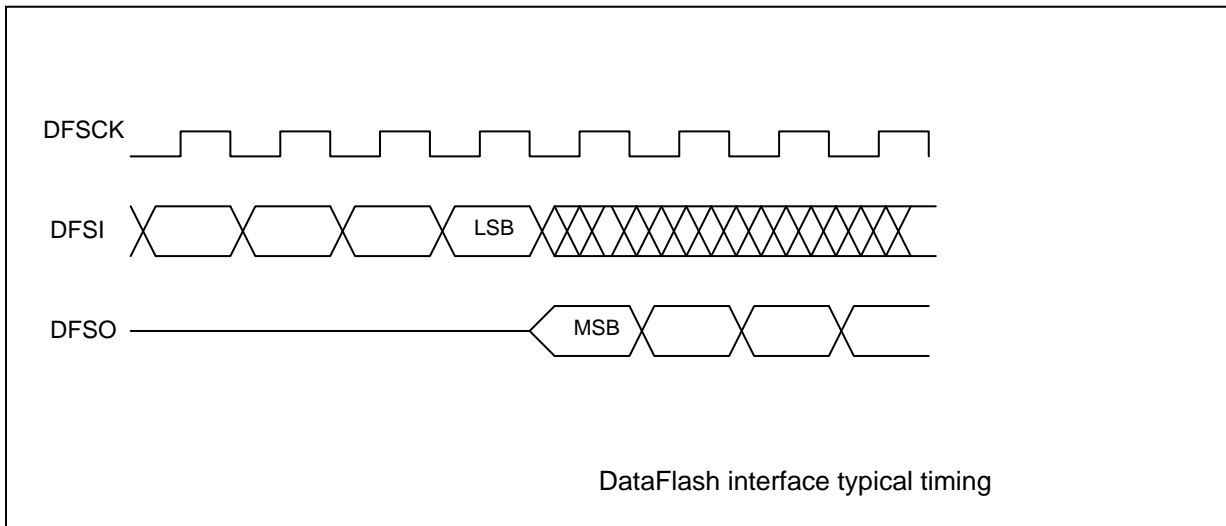 DFSCK
DFSI
LSB
DFSO
MSB
DataFlash interface typical timing